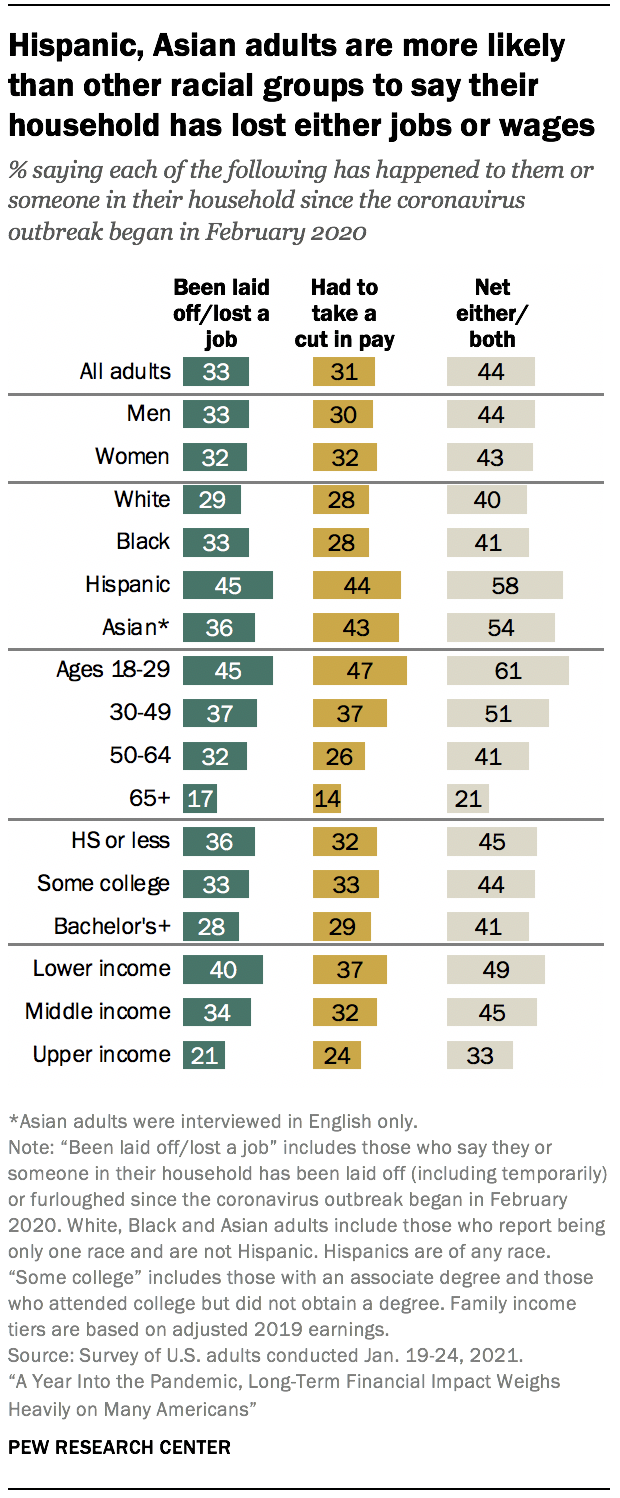 Hispanic, Asian adults are more likely
than other racial groups to say their
household has lost either jobs or wages
% saying each of the following has happened to them or
someone in their household since the coronavirus
outbreak began in February 2020
Been laid off/lost a job Had to take a cut in pay Net either/both
All adults 33 31 44
Men 33 30 44
Women 32 32 43
White 29 28 40
Black 33 28 41
Hispanic 45 44 58
Asian* 36 43 54
Ages 18-29 45 47 61
30-49 37 37 51
50-64 32 26 41
65+ 17 14 21
HS or less 36 32 45
Some college 33 33 44
Bachelor's+ 28 29 41
Lower income 40 37 49
Middle income 34 32 45
Upper income 21 24 33
*Asian adults were interviewed in English only.
Note: “Been laid off/lost a job” includes those who say they or
someone in their household has been laid off (including temporarily)
or furloughed since the coronavirus outbreak began in February
2020. White, Black and Asian adults include those who report being
only one race and are not Hispanic. Hispanics are of any race.
“Some college” includes those with an associate degree and those
who attended college but did not obtain a degree. Family income
tiers are based on adjusted 2019 earnings.
Source: Survey of U.S. adults conducted Jan. 19-24, 2021.
“A Year Into the Pandemic, Long-Term Financial Impact Weighs
Heavily on Many Americans”
PEW RESEARCH CENTER